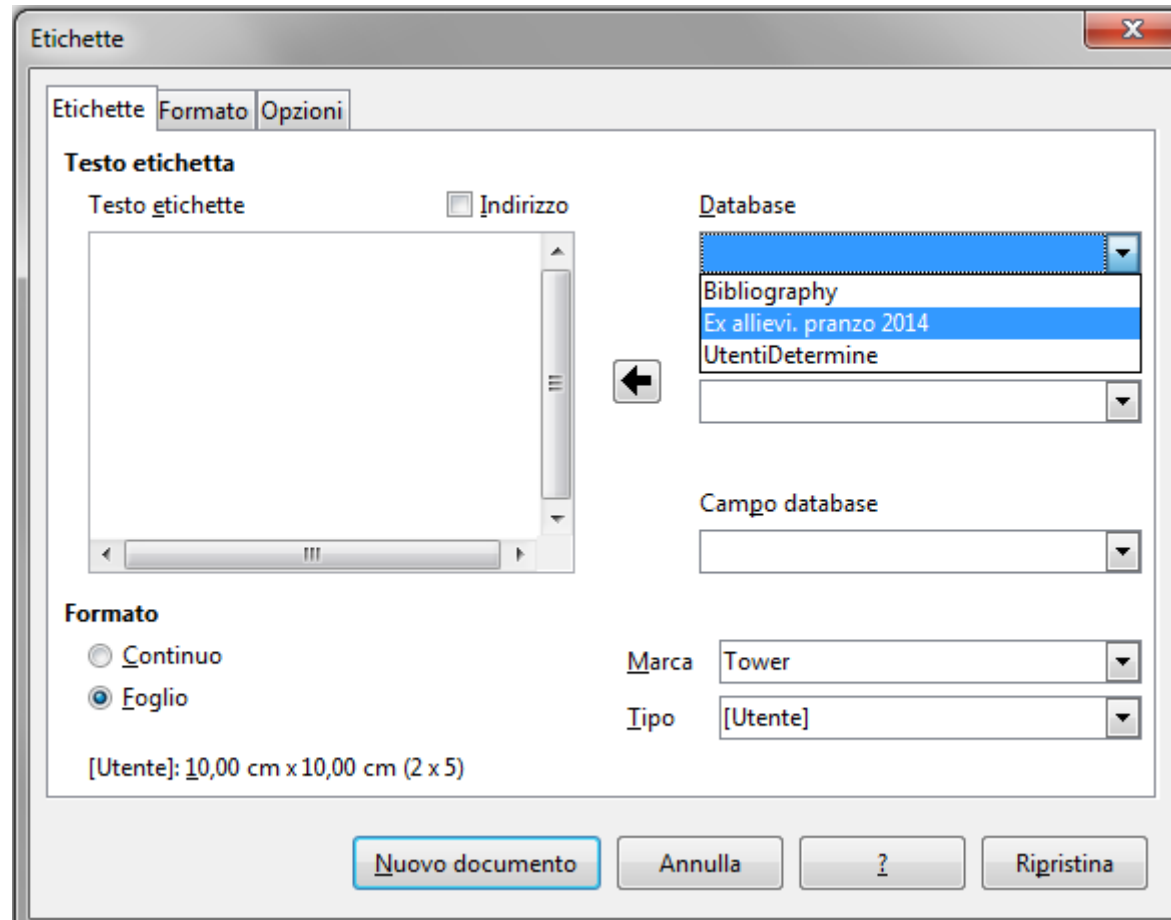 Etichette
Etichette Formato Opzioni
Testo etichetta
Testo etichette Indirizzo Database
Bibliography
Ex allievi. pranzo 2014
UtentiDetermine
Campo database
Formato
Continuo Marca Tower
Foglio Tipo [Utente]
[Utente]: 10,00 cm x 10,00 cm (2 x 5)
Nuovo documento Annulla ? Ripristina